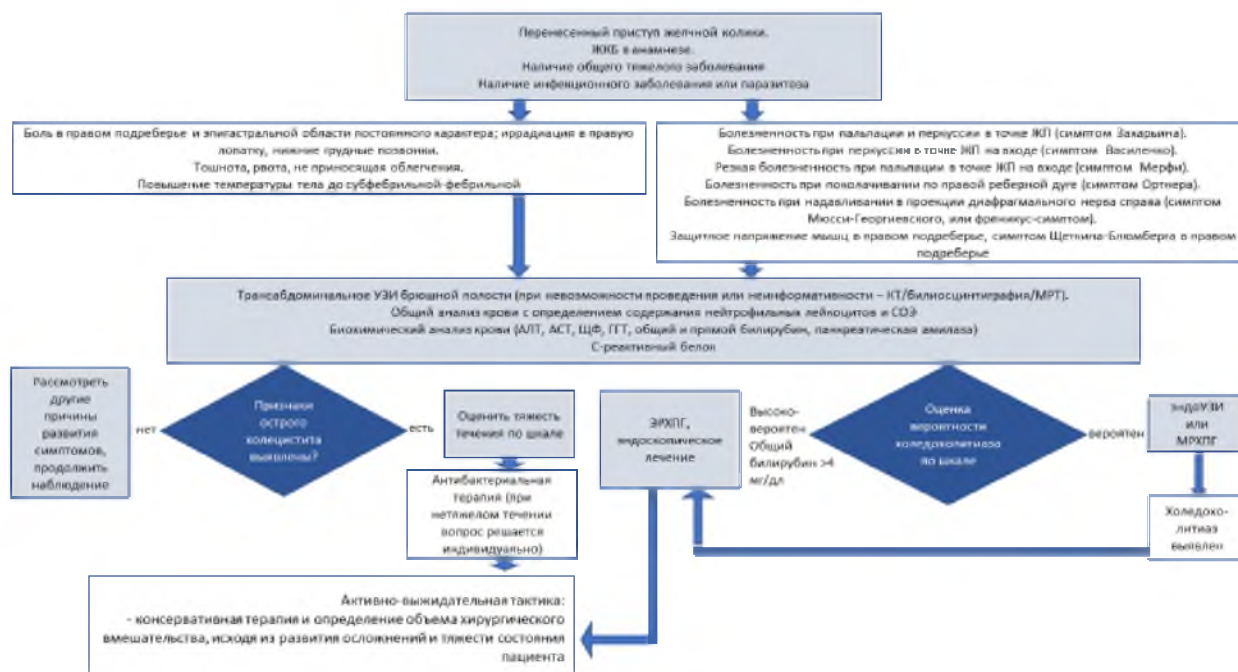 Перенесенный приступ желчной колики.
ЖКБ в анамнезе.
Наличие общего тяжелого заболевания
Наличие инфекционного заболевания или паразитоза
Боль в правом подреберье и эпигастральной области постоянного характера; иррадиация в правую
лопатку, нижние грудные позвонки.
Тошнота, рвота, не приносящая облегчения.
Повышение температуры тела до субфебрильной-фебрильной
Болезненность при пальпации и перкуссии в точке ЖП (симптом Захарьина).
Болезненность при перкуссии в точке ЖП на входе (симптом Василенко).
Резкая болезненность при пальпации в точке ЖП на входе (симптом Мерфи).
Болезненность при поколачивании по правой реберной дуге (симптом Ортнера).
Болезненность при надавливании в проекции диафрагмального нерва справа (симптом
Мюсси-Георгиевского, или френикус-симптом).
Защитное напряжение мышц в правом подреберье, симптом Щеткина-Блюмберга в правом
подреберье
Трансабдоминальное УЗИ брюшной полости (при невозможности проведения или неинформативности – КТ/билиосцинтиграфия/МРТ).
Общий анализ крови с определением содержания нейтрофильных лейкоцитов и СОЭ
Биохимический анализ крови (АЛТ, АСТ, ЩФ, ГГТ, общий и прямой билирубин, панкреатическая амилаза)
С-реактивный белок
Рассмотреть
другие
причины
развития
симптомов,
продолжить
наблюдение
нет
Признаки
острого
холецистита
выявлены?
есть
Оценить тяжесть
течения по шкале
Антибактериальная
терапия (при
нетяжелом течении
вопрос решается
индивидуально)
ЭРХПГ,
эндоскопическое
лечение
Высоко-
вероятен
Общий
билирубин >4
мг/дл
Оценка
вероятности
холедохолитиаза
по шкале
вероятен
эндоУЗИ
или
МРХПГ
Холедохо-
литиаз
выявлен
Активно-выжидательная тактика:
- консервативная терапия и определение объема хирургического
вмешательства, исходя из развития осложнений и тяжести состояния
пациента